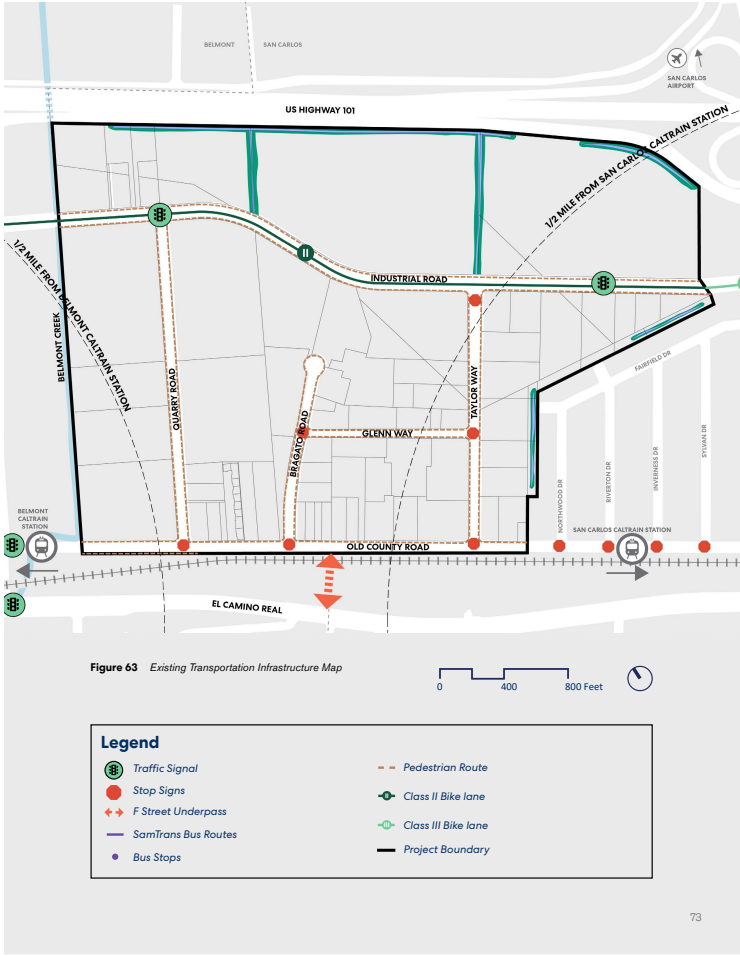 BELMONT
SAN CARLOS
SAN CARLOS
AIRPORT
US HIGHWAY 101
1/2 MILE FROM SAN CARLOS CALTRAIN STATION
1/2 MILE FROM BELMONT CALTRAIN STATION
II
INDUSTRIAL ROAD
BELMONT CREEK
QUARRY ROAD
BRAGATO ROAD
TAYLOR WAY
GLENN WAY
FAIRFIELD DR
NORTHWOOD DR
RIVERTON DR
INVERNESS DR
SYLVAN DR
BELMONT
CALTRAIN
STATION
SAN CARLOS CALTRAIN STATION
OLD COUNTY ROAD
EL CAMINO REAL
Figure 63 Existing Transportation Infrastructure Map
0 400 800 Feet
Legend
Traffic Signal
Stop Signs
F Street Underpass
SamTrans Bus Routes
Bus Stops
Pedestrian Route
II Class II Bike lane
III Class III Bike lane
Project Boundary
73